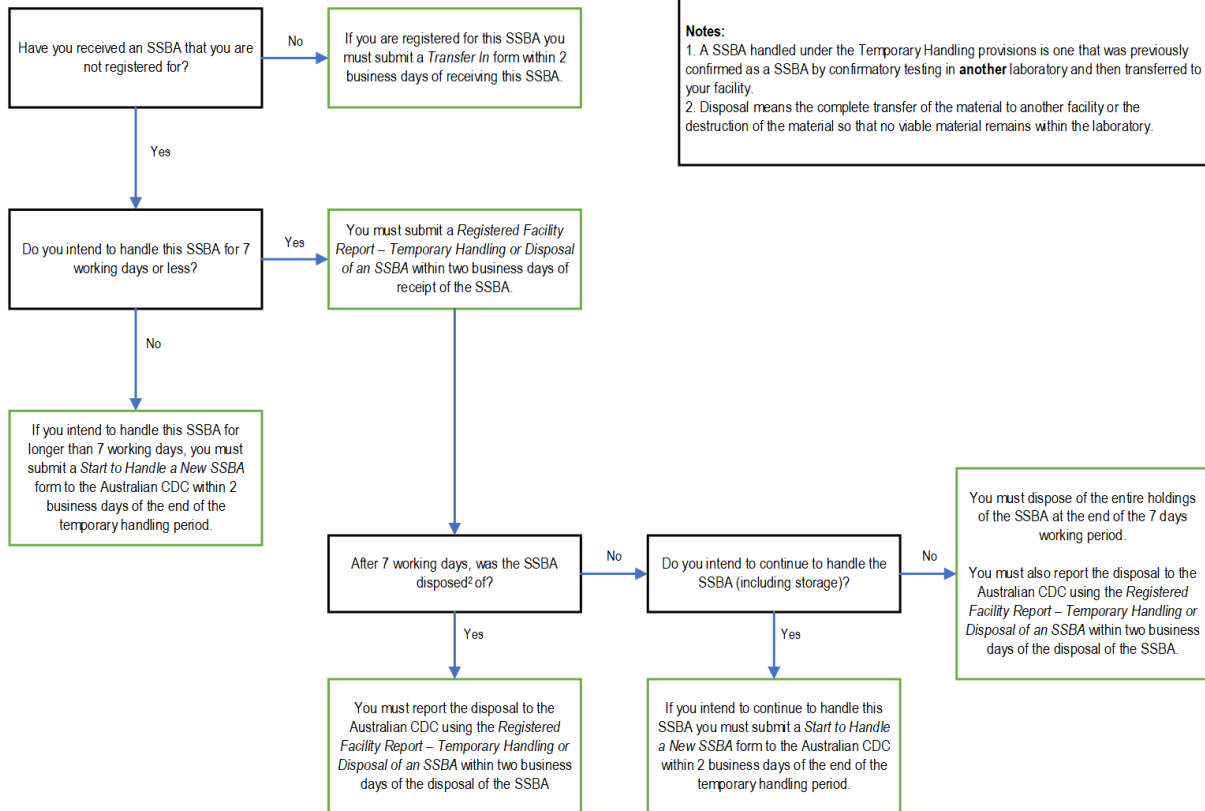 Have you received an SSBA that you are
not registered for?
No
If you are registered for this SSBA you
must submit a Transfer In form within 2
business days of receiving this SSBA.
Notes:
1. A SSBA handled under the Temporary Handling provisions is one that was previously
confirmed as a SSBA by confirmatory testing in another laboratory and then transferred to
your facility.
2. Disposal means the complete transfer of the material to another facility or the
destruction of the material so that no viable material remains within the laboratory.
Yes
Do you intend to handle this SSBA for 7
working days or less?
Yes
You must submit a Registered Facility
Report – Temporary Handling or Disposal
of an SSBA within two business days of
receipt of the SSBA.
No
If you intend to handle this SSBA for
longer than 7 working days, you must
submit a Start to Handle a New SSBA
form to the Australian CDC within 2
business days of the end of the
temporary handling period.
After 7 working days, was the SSBA
disposed² of?
No
Do you intend to continue to handle the
SSBA (including storage)?
No
You must dispose of the entire holdings
of the SSBA at the end of the 7 days
working period.
You must also report the disposal to the
Australian CDC using the Registered
Facility Report – Temporary Handling or
Disposal of an SSBA within two business
days of the disposal of the SSBA.
Yes
You must report the disposal to the
Australian CDC using the Registered
Facility Report – Temporary Handling or
Disposal of an SSBA within two business
days of the disposal of the SSBA
Yes
If you intend to continue to handle this
SSBA you must submit a Start to Handle
a New SSBA form to the Australian CDC
within 2 business days of the end of the
temporary handling period.